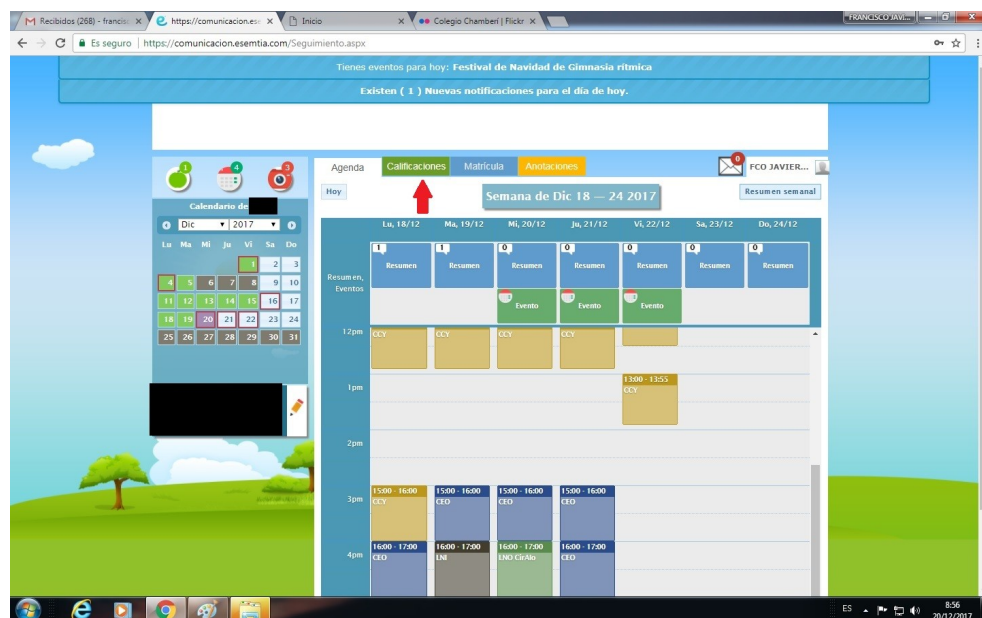 Recibidos (268) - francisc
https://comunicacion.ese
Inicio
Colegio Chamberí | Flickr
FRANCISCO JAVI...
Es seguro | https://comunicacion.esemtia.com/Seguimiento.aspx
Tienes eventos para hoy: Festival de Navidad de Gimnasia rítmica
Existen ( 1 ) Nuevas notificaciones para el día de hoy.
1 4 3
Agenda Calificaciones Matrícula Anotaciones 0 FCO JAVIER...
Hoy Semana de Dic 18 — 24 2017 Resumen semanal
Calendario de
Dic 2017
Lu Ma Mi Ju Vi Sa Do
1 2 3
4 5 6 7 8 9 10
11 12 13 14 15 16 17
18 19 20 21 22 23 24
25 26 27 28 29 30 31
Lu, 18/12 Ma, 19/12 Mi, 20/12 Ju, 21/12 Vi, 22/12 Sa, 23/12 Do, 24/12
1 1 0 0 0 0 0
Resumen Resumen Resumen Resumen Resumen Resumen Resumen
Resumen,
Eventos
Evento Evento Evento
12pm CCY CCY CCY CCY
13:00 - 13:55
1pm CCY
2pm
15:00 - 16:00 15:00 - 16:00 15:00 - 16:00 15:00 - 16:00
3pm CCY CEO CEO CEO
16:00 - 17:00 16:00 - 17:00 16:00 - 17:00 16:00 - 17:00
4pm CEO LNE LNO CirAlo CEO
ES 8:56
20/12/2017